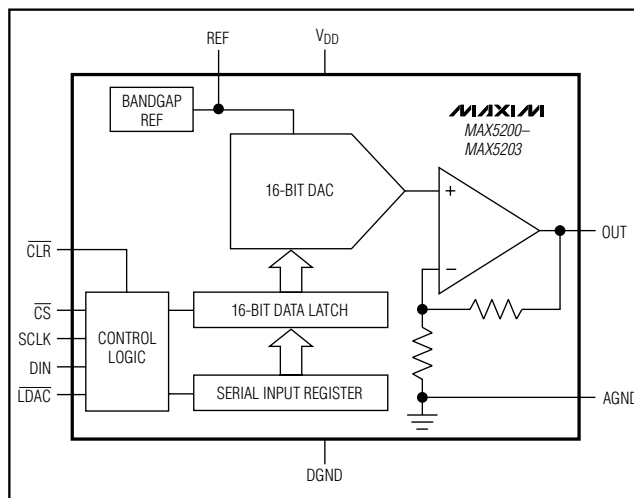 REF
VDD
BANDGAP
REF
MAXIM
MAX5200–
MAX5203
16-BIT DAC
+
−
OUT
CLR
CS
SCLK
DIN
LDAC
CONTROL
LOGIC
16-BIT DATA LATCH
SERIAL INPUT REGISTER
AGND
DGND